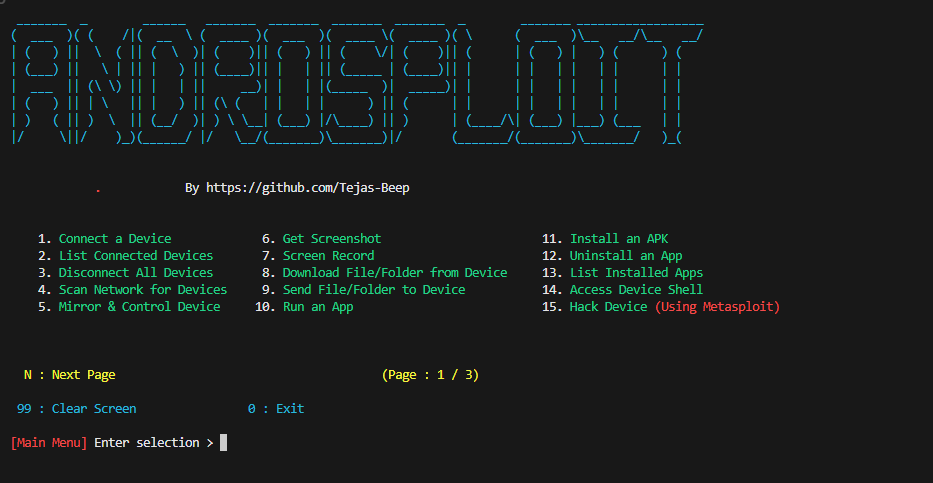 ANDROSPLOIT
. By https://github.com/Tejas-Beep
1. Connect a Device 6. Get Screenshot 11. Install an APK
2. List Connected Devices 7. Screen Record 12. Uninstall an App
3. Disconnect All Devices 8. Download File/Folder from Device 13. List Installed Apps
4. Scan Network for Devices 9. Send File/Folder to Device 14. Access Device Shell
5. Mirror & Control Device 10. Run an App 15. Hack Device (Using Metasploit)
N : Next Page (Page : 1 / 3)
99 : Clear Screen 0 : Exit
[Main Menu] Enter selection >